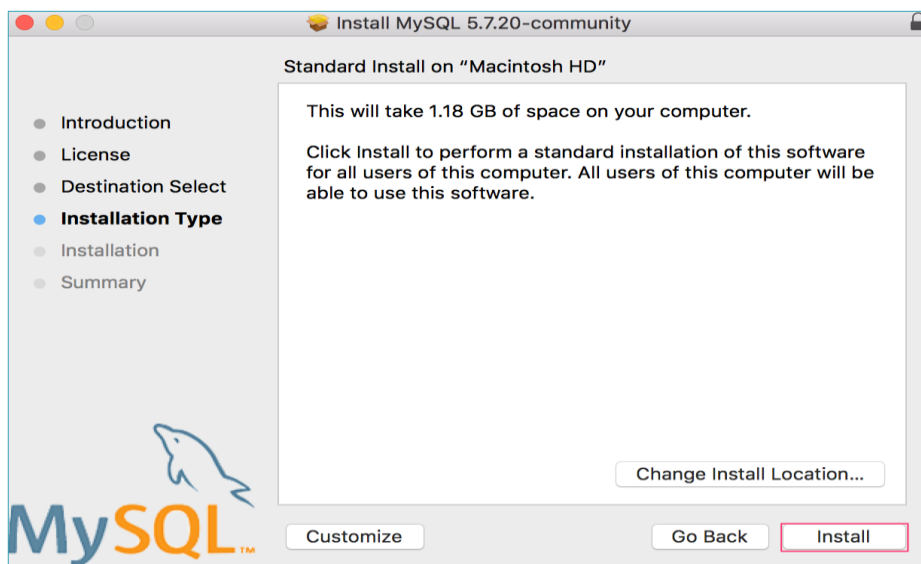 Install MySQL 5.7.20-community
Standard Install on “Macintosh HD”
Introduction
License
Destination Select
Installation Type
Installation
Summary
This will take 1.18 GB of space on your computer.
Click Install to perform a standard installation of this software
for all users of this computer. All users of this computer will be
able to use this software.
Change Install Location...
MySQL™
Customize
Go Back
Install